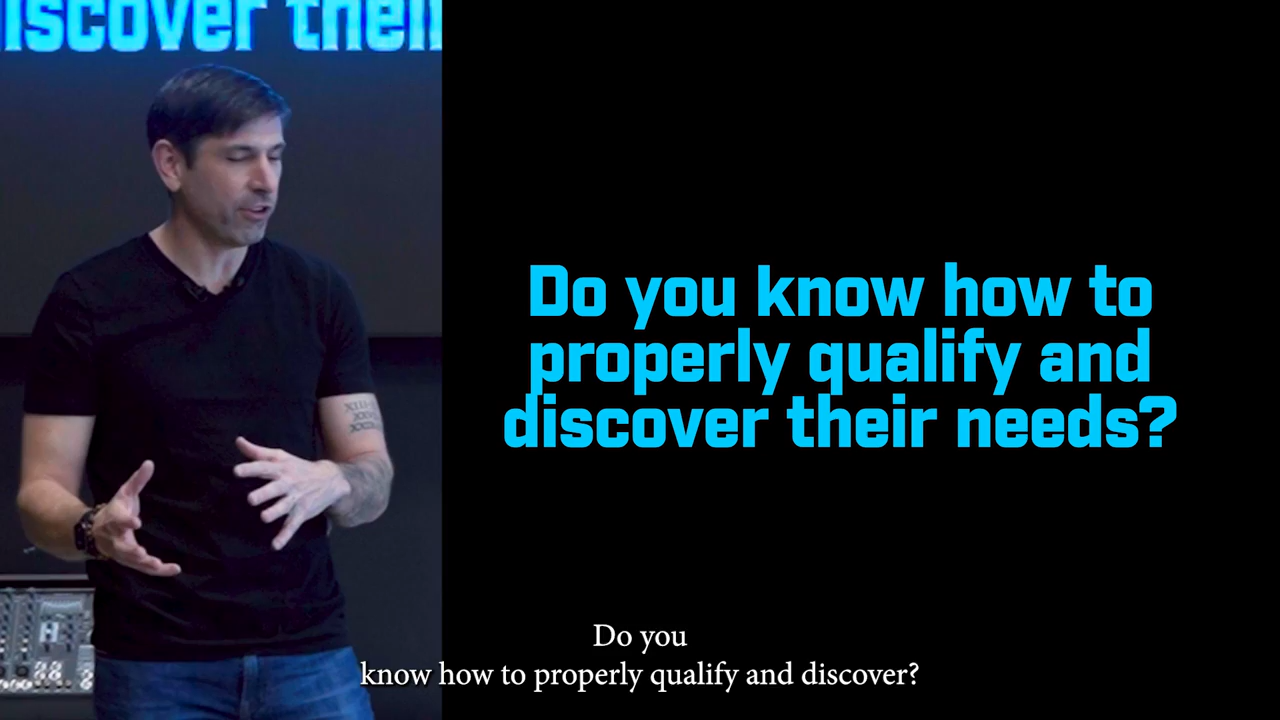 iscover thei
Do you know how to
properly qualify and
discover their needs?
Do you
know how to properly qualify and discover?